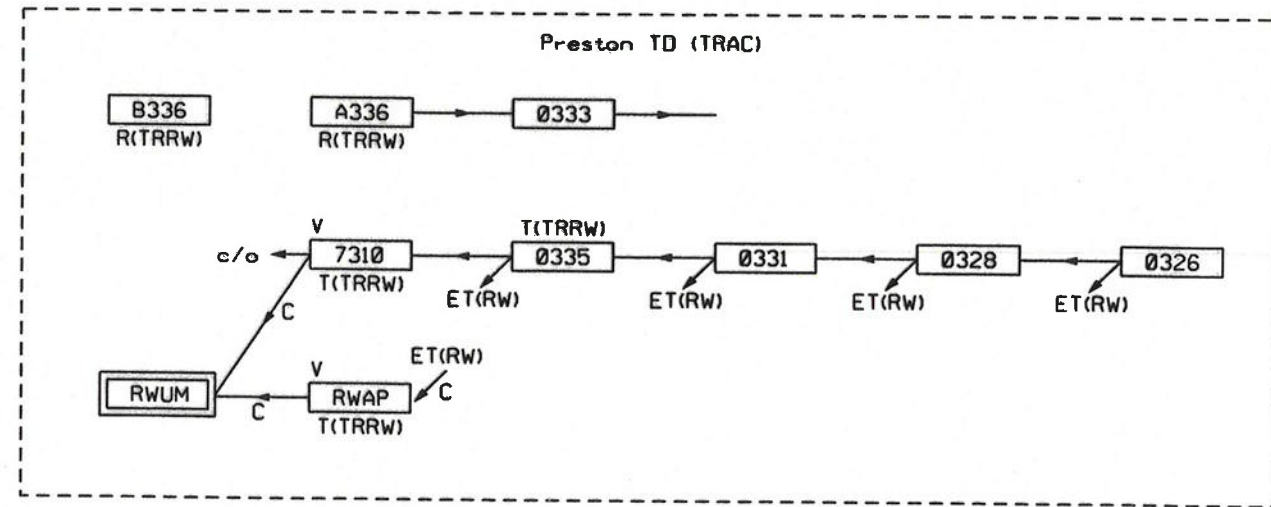 Preston TD (TRAC)
B336
A336
0333
R(TRRW)
R(TRRW)
V
T(TRRW)
c/o
7310
0335
0331
0328
0326
T(TRRW)
ET(RW)
ET(RW)
ET(RW)
ET(RW)
C
ET(RW)
V
RWUM
C
RWAP
C
T(TRRW)